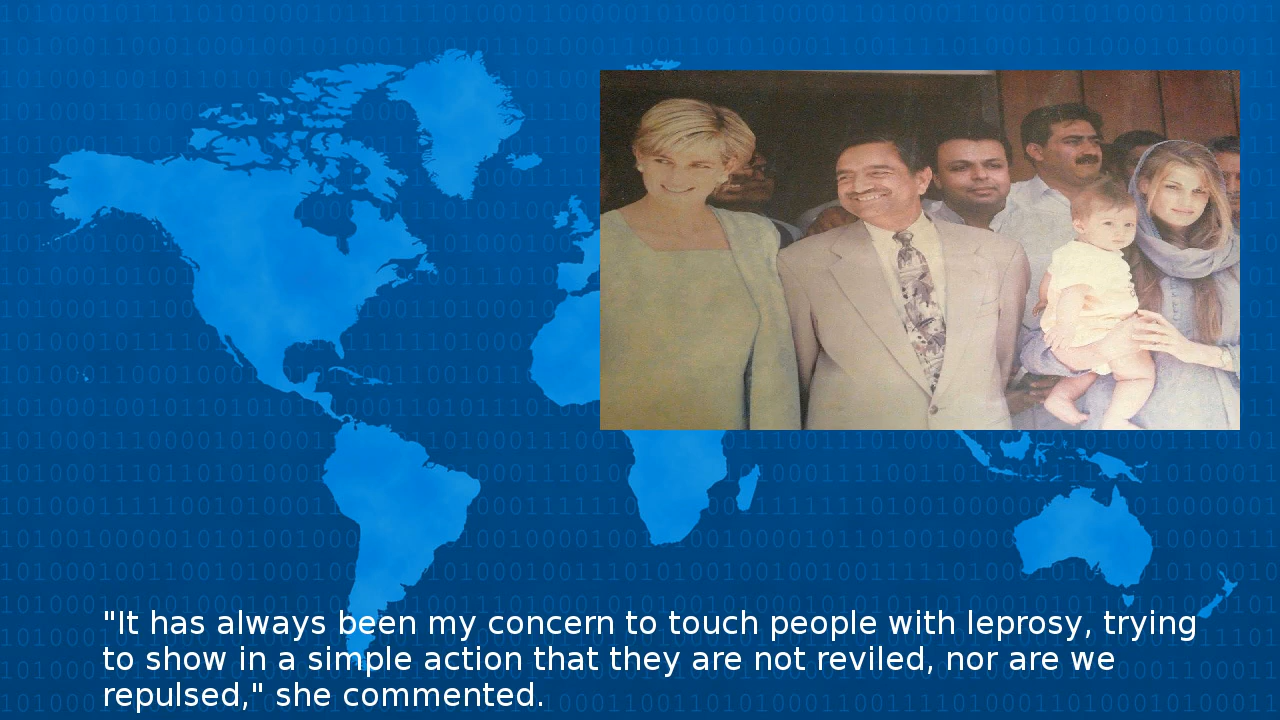 "It has always been my concern to touch people with leprosy, trying
to show in a simple action that they are not reviled, nor are we
repulsed," she commented.